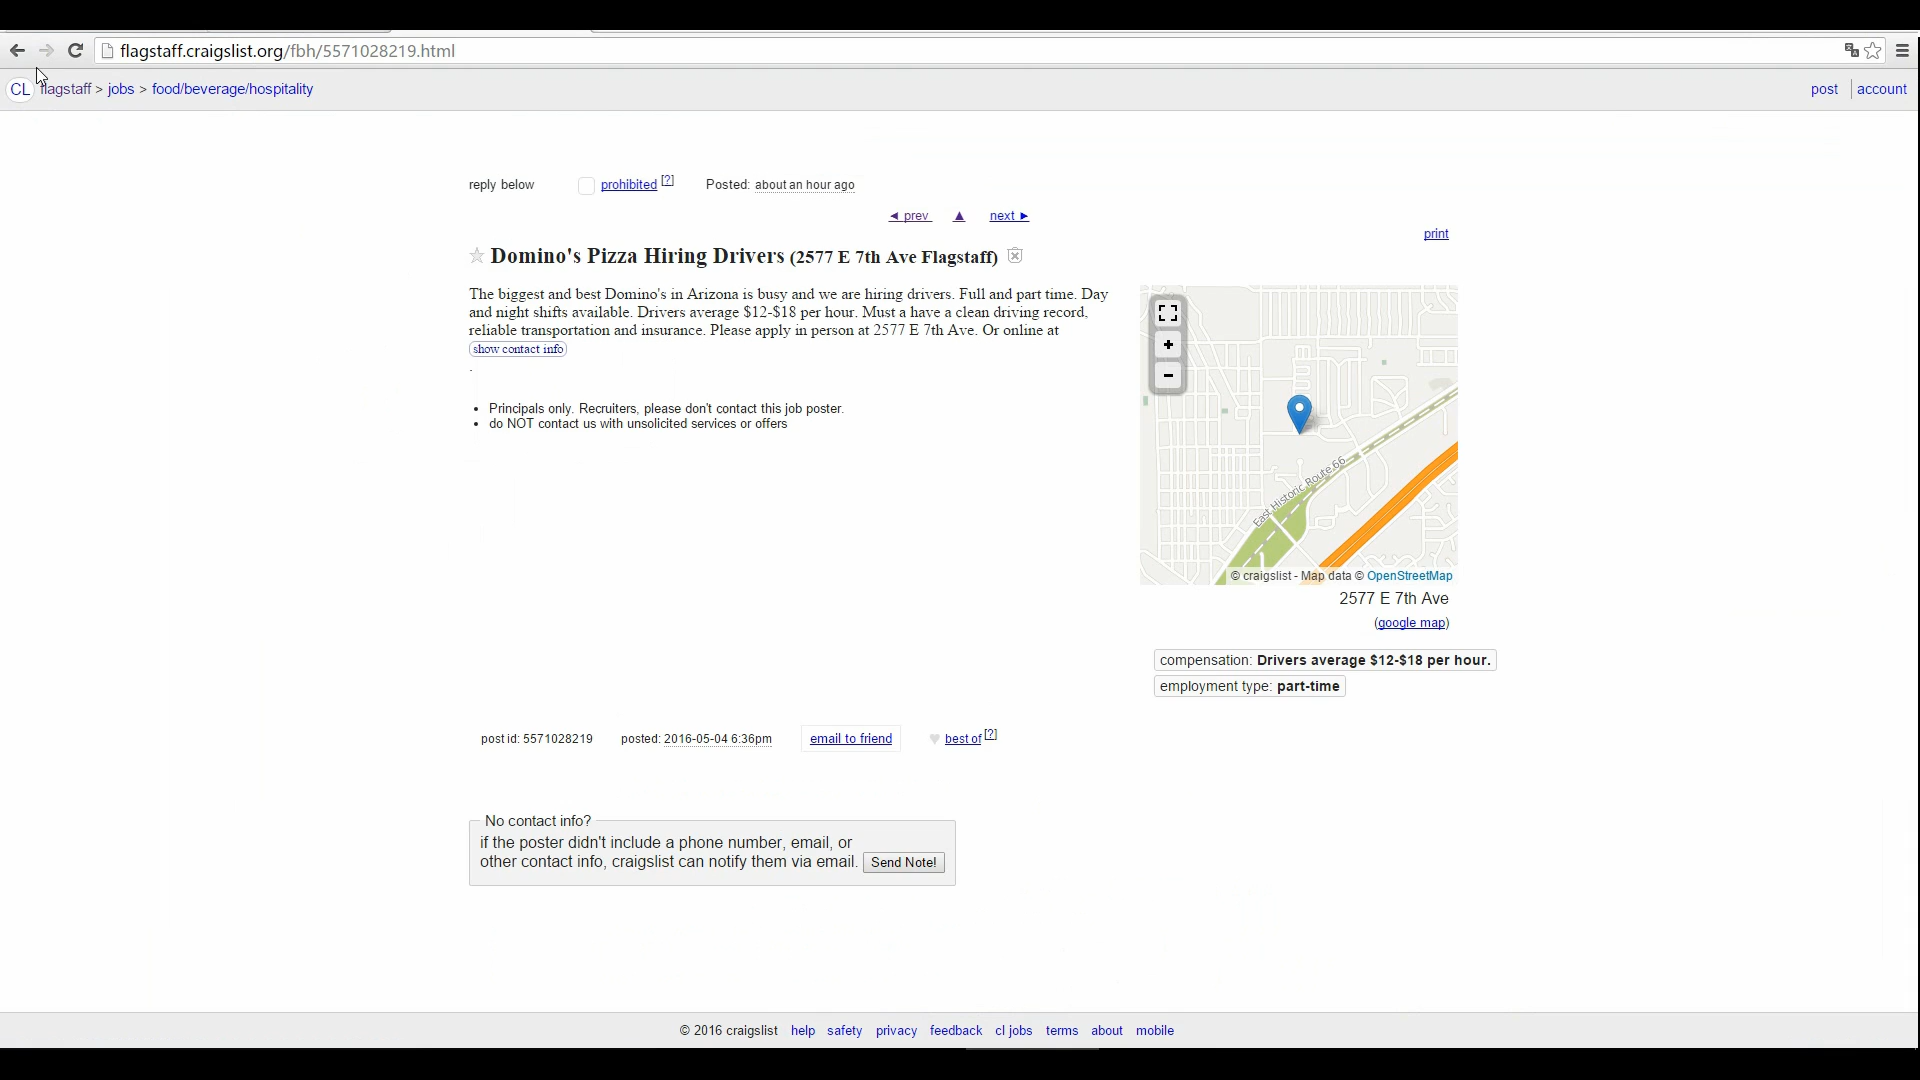 flagstaff.craigslist.org/fbh/5571028219.html
CL flagstaff > jobs > food/beverage/hospitality
post account
reply below prohibited [?] Posted: about an hour ago
◄ prev ▲ next ►
print
Domino's Pizza Hiring Drivers (2577 E 7th Ave Flagstaff)
The biggest and best Domino's in Arizona is busy and we are hiring drivers. Full and part time. Day
and night shifts available. Drivers average $12-$18 per hour. Must a have a clean driving record,
reliable transportation and insurance. Please apply in person at 2577 E 7th Ave. Or online at
show contact info
.
• Principals only. Recruiters, please don't contact this job poster.
• do NOT contact us with unsolicited services or offers
+
-
East Historic Route 66
© craigslist - Map data © OpenStreetMap
2577 E 7th Ave
(google map)
compensation: Drivers average $12-$18 per hour.
employment type: part-time
post id: 5571028219 posted: 2016-05-04 6:36pm email to friend ♥ best of [?]
No contact info?
if the poster didn't include a phone number, email, or
other contact info, craigslist can notify them via email. Send Note!
© 2016 craigslist help safety privacy feedback cl jobs terms about mobile